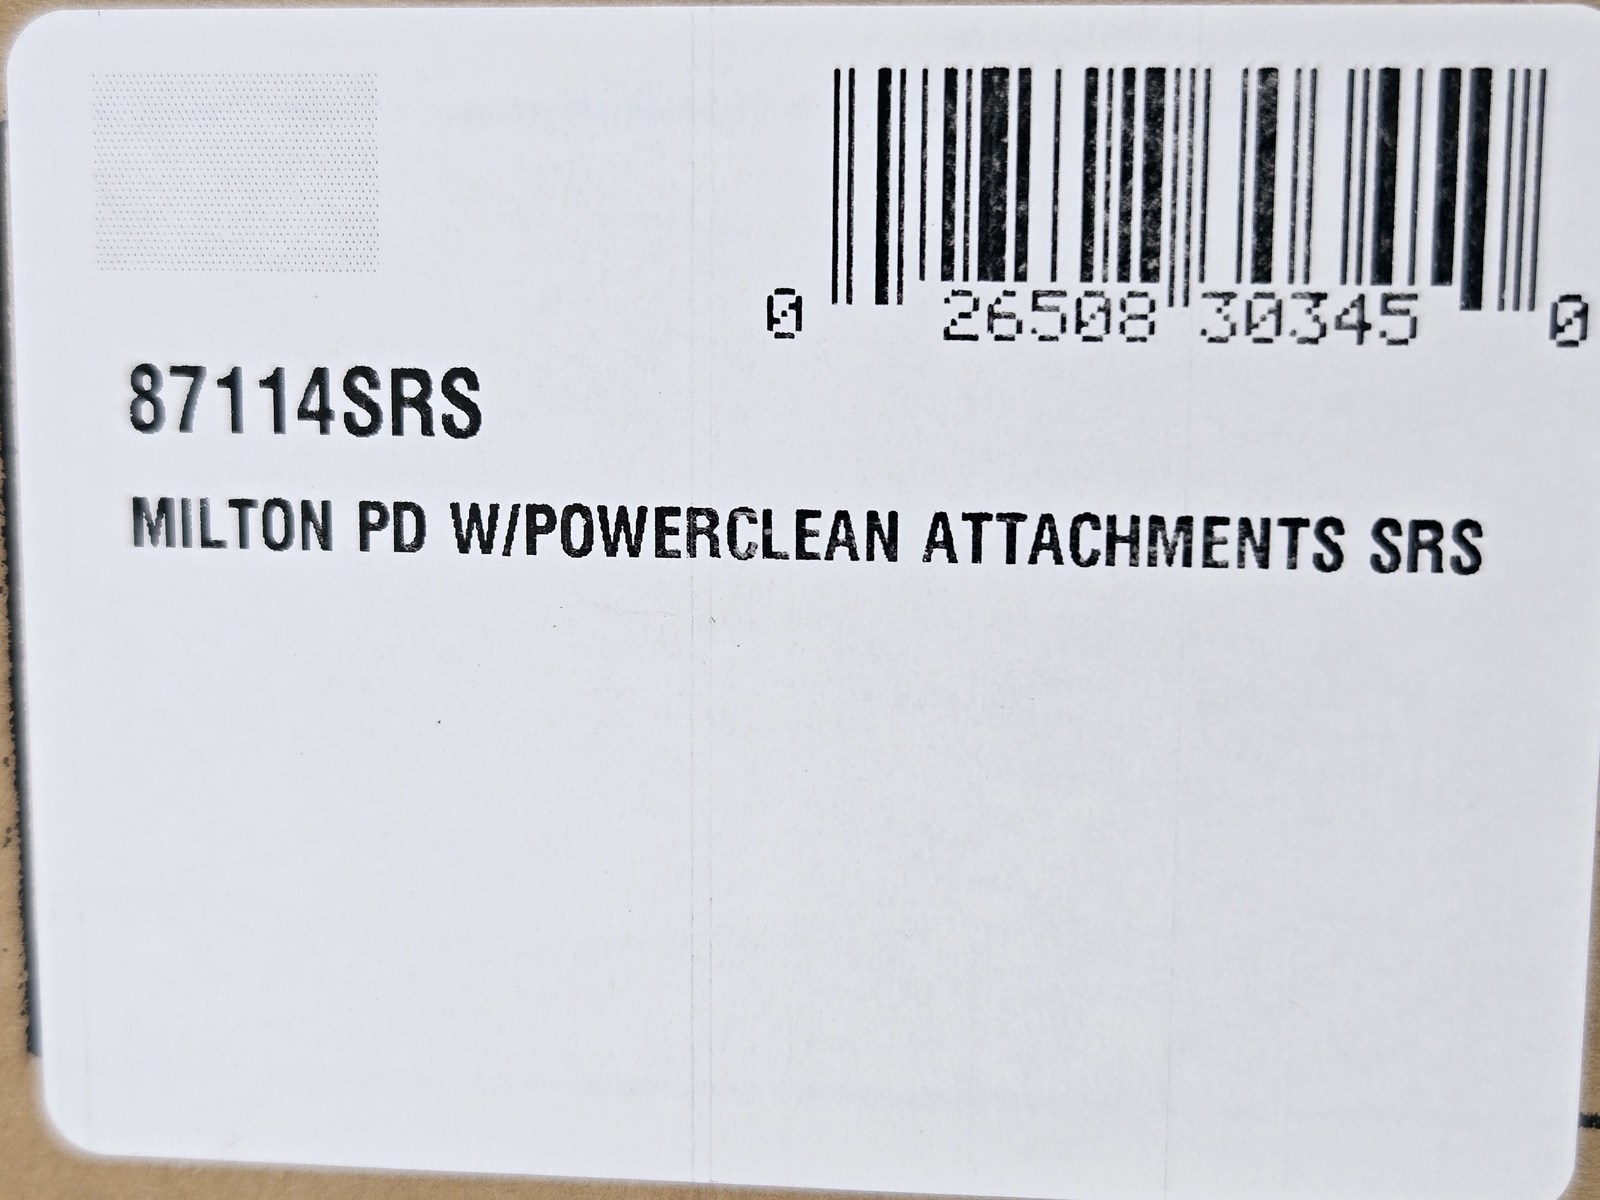 0 26508 30345 0
87114SRS
MILTON PD W/POWERCLEAN ATTACHMENTS SRS